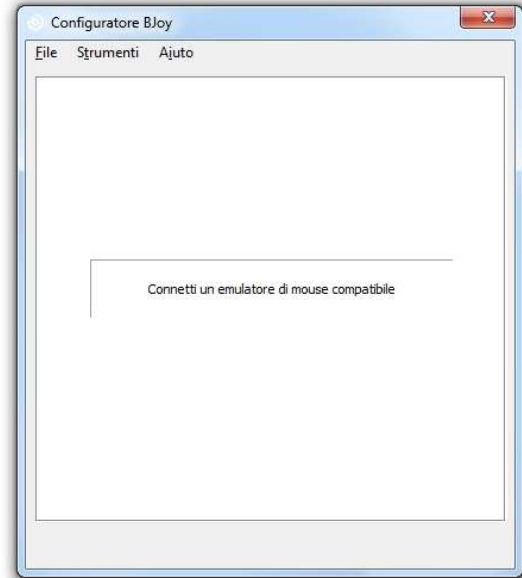 Configuratore BJoy
File Strumenti Aiuto
Connetti un emulatore di mouse compatibile